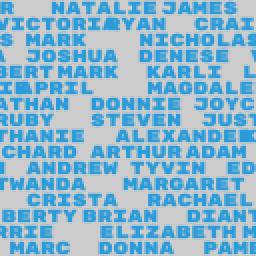 R NATALIE JAMES
VICTORIA RYAN CRAI
S MARK NICHOLAS
A JOSHUA DENESE V
BERT MARK KARLI L
APRIL MAGDALE
ATHAN DONNIE JOYC
RUBY STEVEN JUST
THANIE ALEXANDE
CHARD ARTHUR ADAM
ANDREW TYVIN ED
TWANDA MARGARET
CRISTA RACHAEL
BERTY BRIAN DIANT
RRIE ELIZABETH M
MARC DONNA PAME